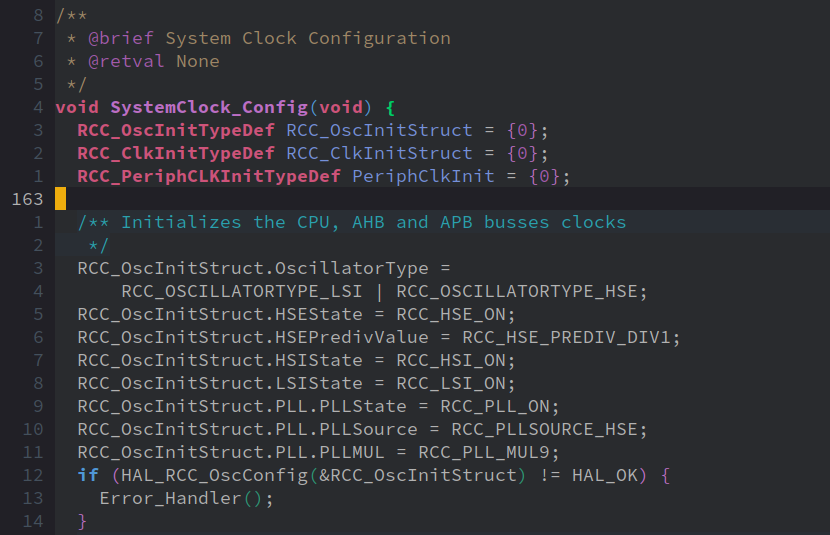 8 /**
7  * @brief System Clock Configuration
6  * @retval None
5  */
4 void SystemClock_Config(void) {
3   RCC_OscInitTypeDef RCC_OscInitStruct = {0};
2   RCC_ClkInitTypeDef RCC_ClkInitStruct = {0};
1   RCC_PeriphCLKInitTypeDef PeriphClkInit = {0};
163
1   /** Initializes the CPU, AHB and APB busses clocks
2    */
3   RCC_OscInitStruct.OscillatorType =
4       RCC_OSCILLATORTYPE_LSI | RCC_OSCILLATORTYPE_HSE;
5   RCC_OscInitStruct.HSEState = RCC_HSE_ON;
6   RCC_OscInitStruct.HSEPredivValue = RCC_HSE_PREDIV_DIV1;
7   RCC_OscInitStruct.HSIState = RCC_HSI_ON;
8   RCC_OscInitStruct.LSIState = RCC_LSI_ON;
9   RCC_OscInitStruct.PLL.PLLState = RCC_PLL_ON;
10   RCC_OscInitStruct.PLL.PLLSource = RCC_PLLSOURCE_HSE;
11   RCC_OscInitStruct.PLL.PLLMUL = RCC_PLL_MUL9;
12   if (HAL_RCC_OscConfig(&RCC_OscInitStruct) != HAL_OK) {
13     Error_Handler();
14   }